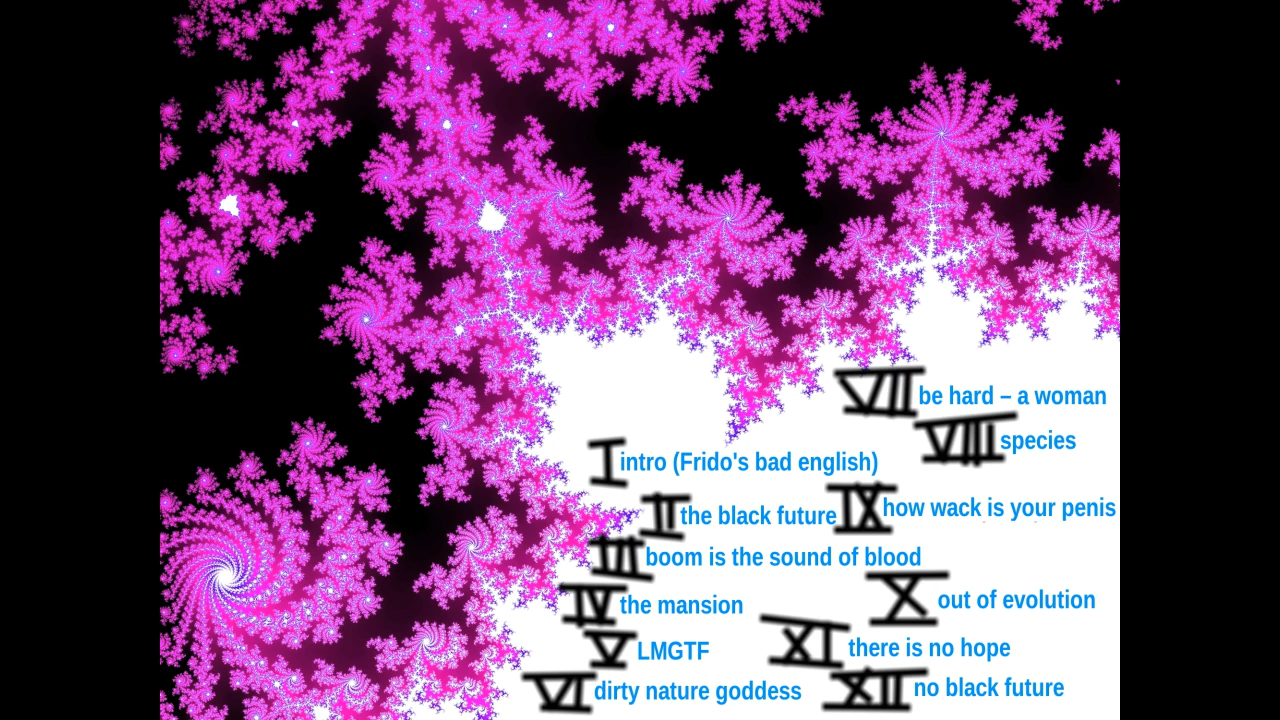 I intro (Frido's bad english)
II the black future
III boom is the sound of blood
IV the mansion
V LMGTF
VI dirty nature goddess
VII be hard – a woman
VIII species
IX how wack is your penis
X out of evolution
XI there is no hope
XII no black future